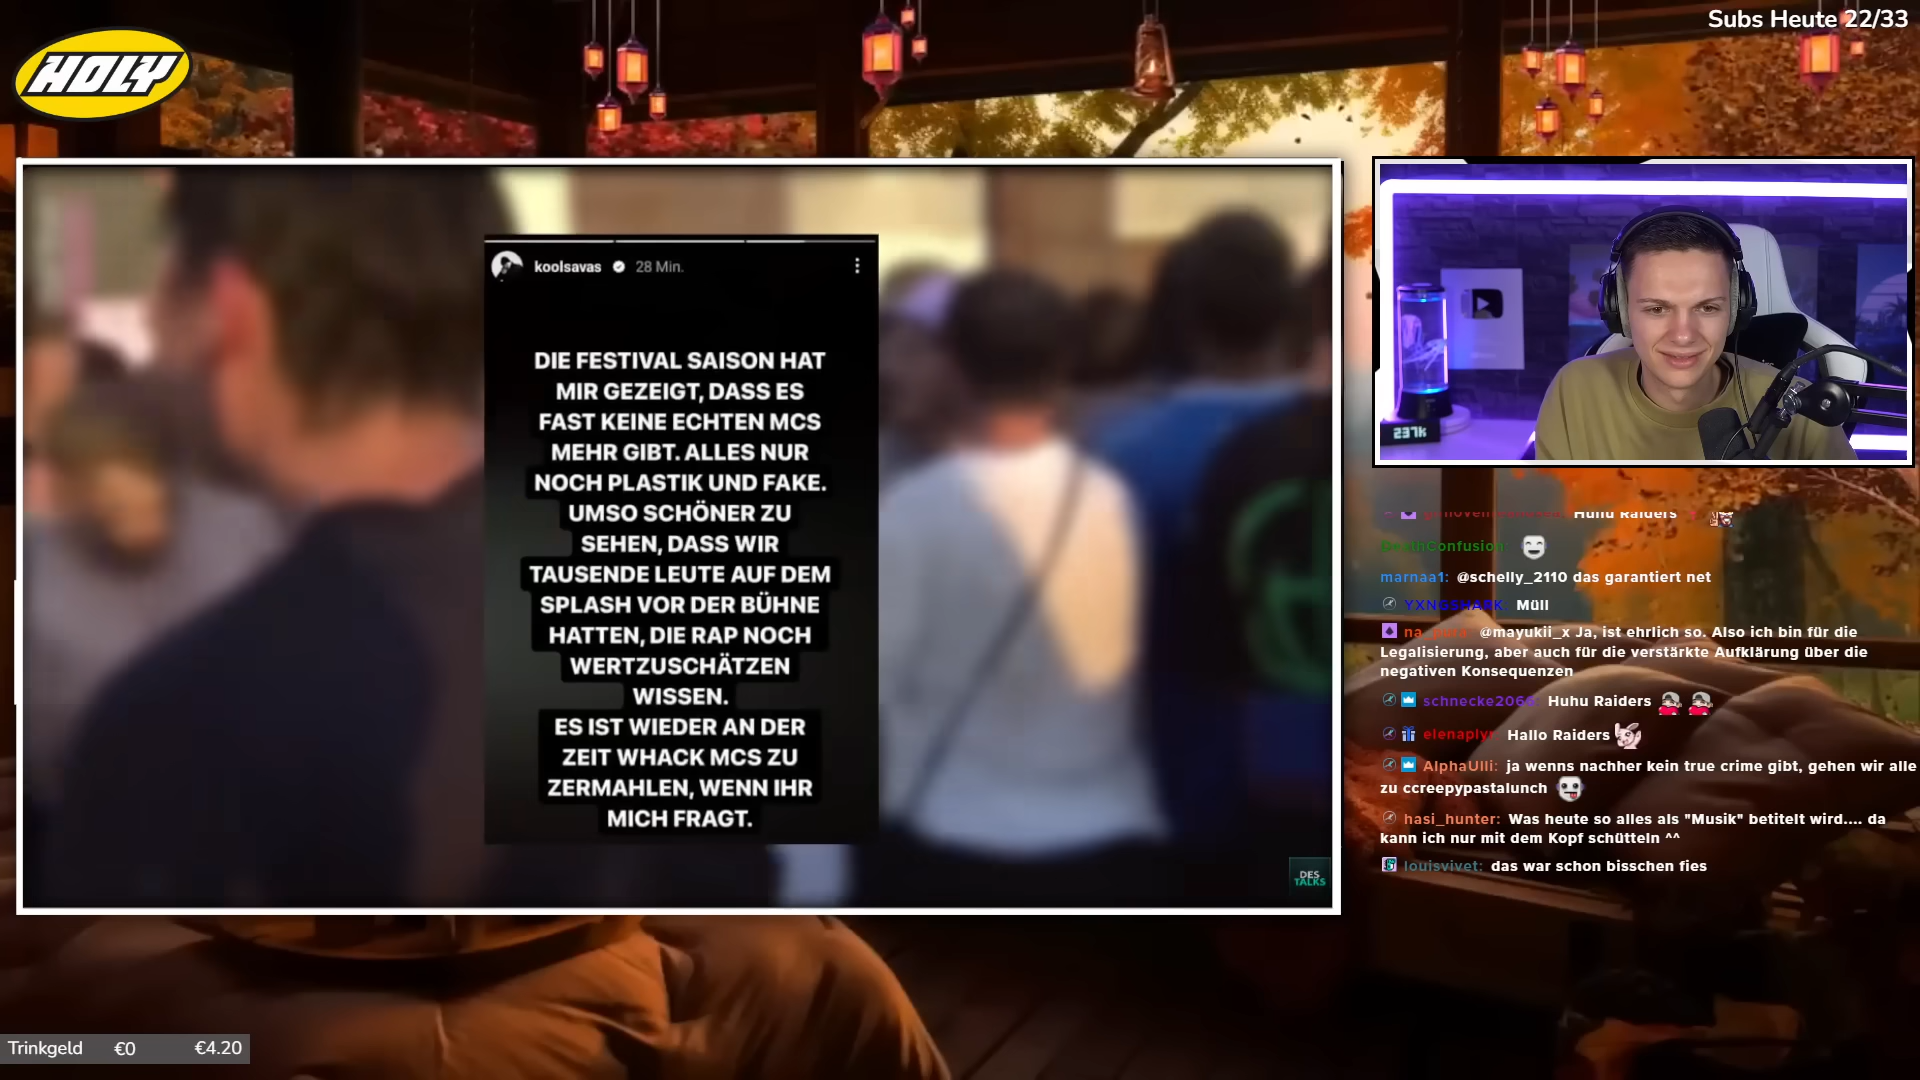 HOLY
Subs Heute 22/33
koolsavas 28 Min.
DIE FESTIVAL SAISON HAT
MIR GEZEIGT, DASS ES
FAST KEINE ECHTEN MCS
MEHR GIBT. ALLES NUR
NOCH PLASTIK UND FAKE.
UMSO SCHÖNER ZU
SEHEN, DASS WIR
TAUSENDE LEUTE AUF DEM
SPLASH VOR DER BÜHNE
HATTEN, DIE RAP NOCH
WERTZUSCHÄTZEN
WISSEN.
ES IST WIEDER AN DER
ZEIT WHACK MCS ZU
ZERMAHLEN, WENN IHR
MICH FRAGT.
DES
TALKS
237k
Huhu Raiders
DeathConfusion
marnaa1: @schelly_2110 das garantiert net
YXNGSHARK Müll
@mayukii_x Ja, ist ehrlich so. Also ich bin für die
Legalisierung, aber auch für die verstärkte Aufklärung über die
negativen Konsequenzen
Huhu Raiders
Hallo Raiders
AlphaUlli: ja wenns nachher kein true crime gibt, gehen wir alle
zu ccreepypastalunch
hasi_hunter: Was heute so alles als "Musik" betitelt wird.... da
kann ich nur mit dem Kopf schütteln ^^
louisvivet: das war schon bisschen fies
Trinkgeld €0 €4.20